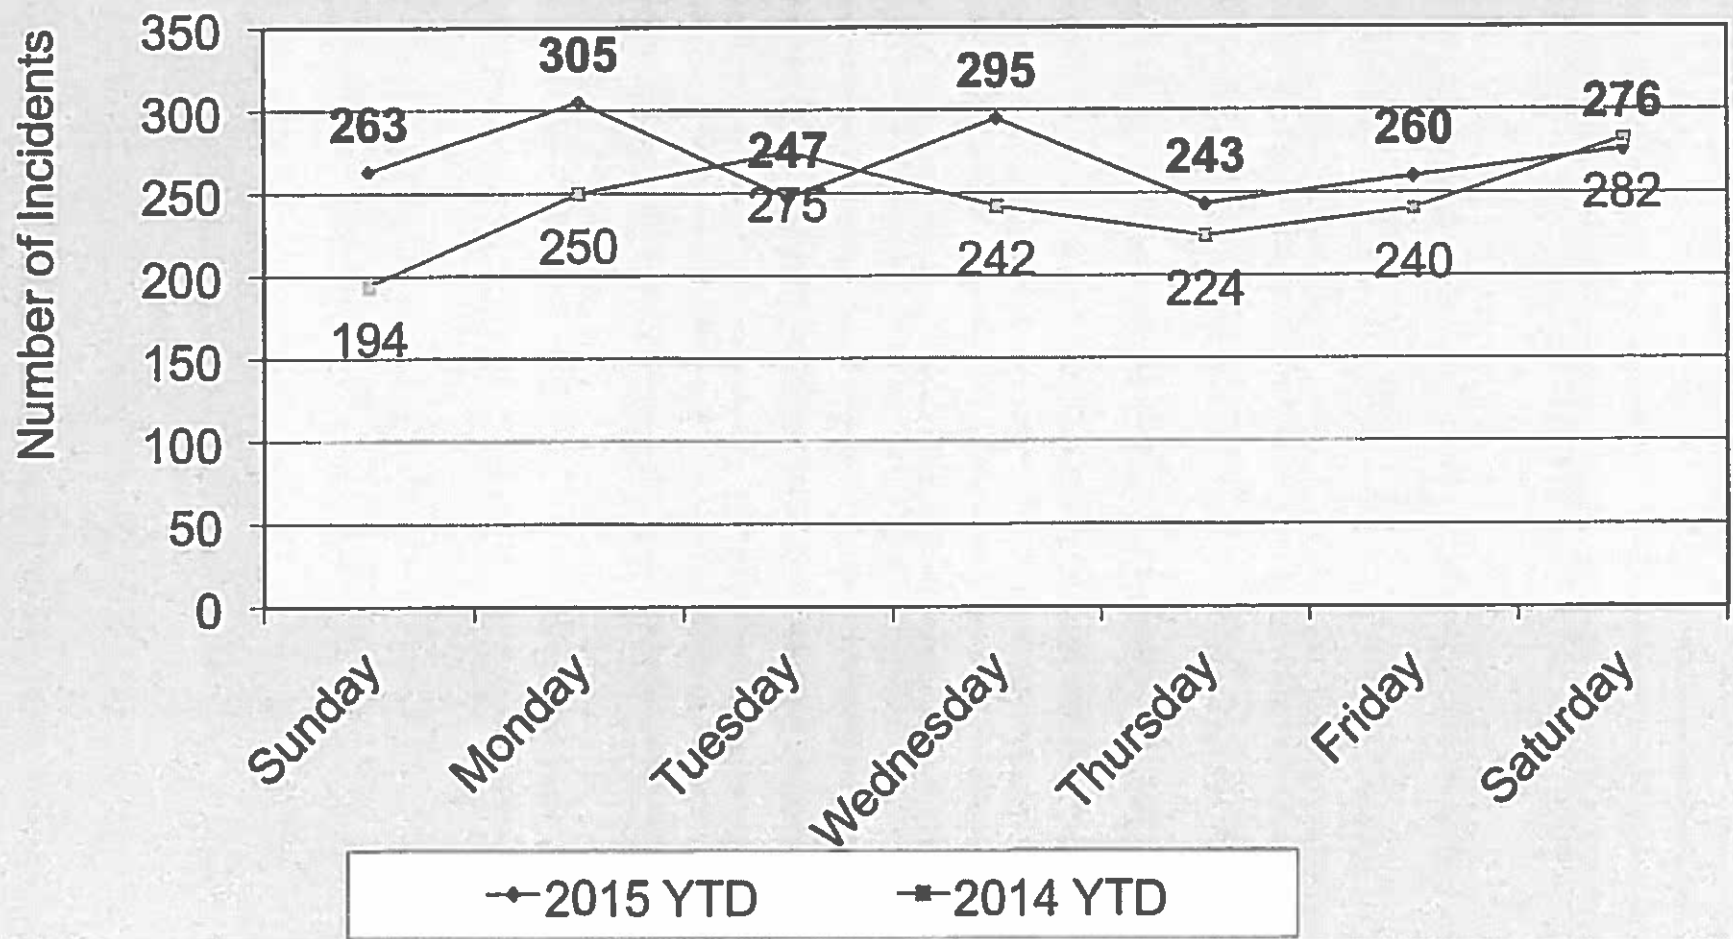 Number of Incidents
350
300
250
200
150
100
50
0
263
305
247
295
243
260
276
194
250
275
242
224
240
282
Sunday
Monday
Tuesday
Wednesday
Thursday
Friday
Saturday
2015 YTD
2014 YTD